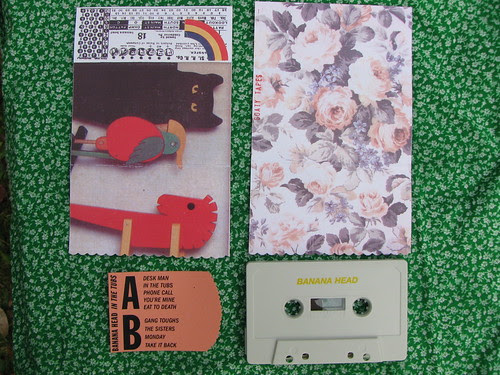 18
GOATY TAPES
BANANA HEAD IN THE TUBS
A
DESK MAN
IN THE TUBS
PHONE CALL
YOU'RE MINE
EAT TO DEATH
B
GANG TOUGHS
THE SISTERS
MONDAY
TAKE IT BACK
BANANA HEAD